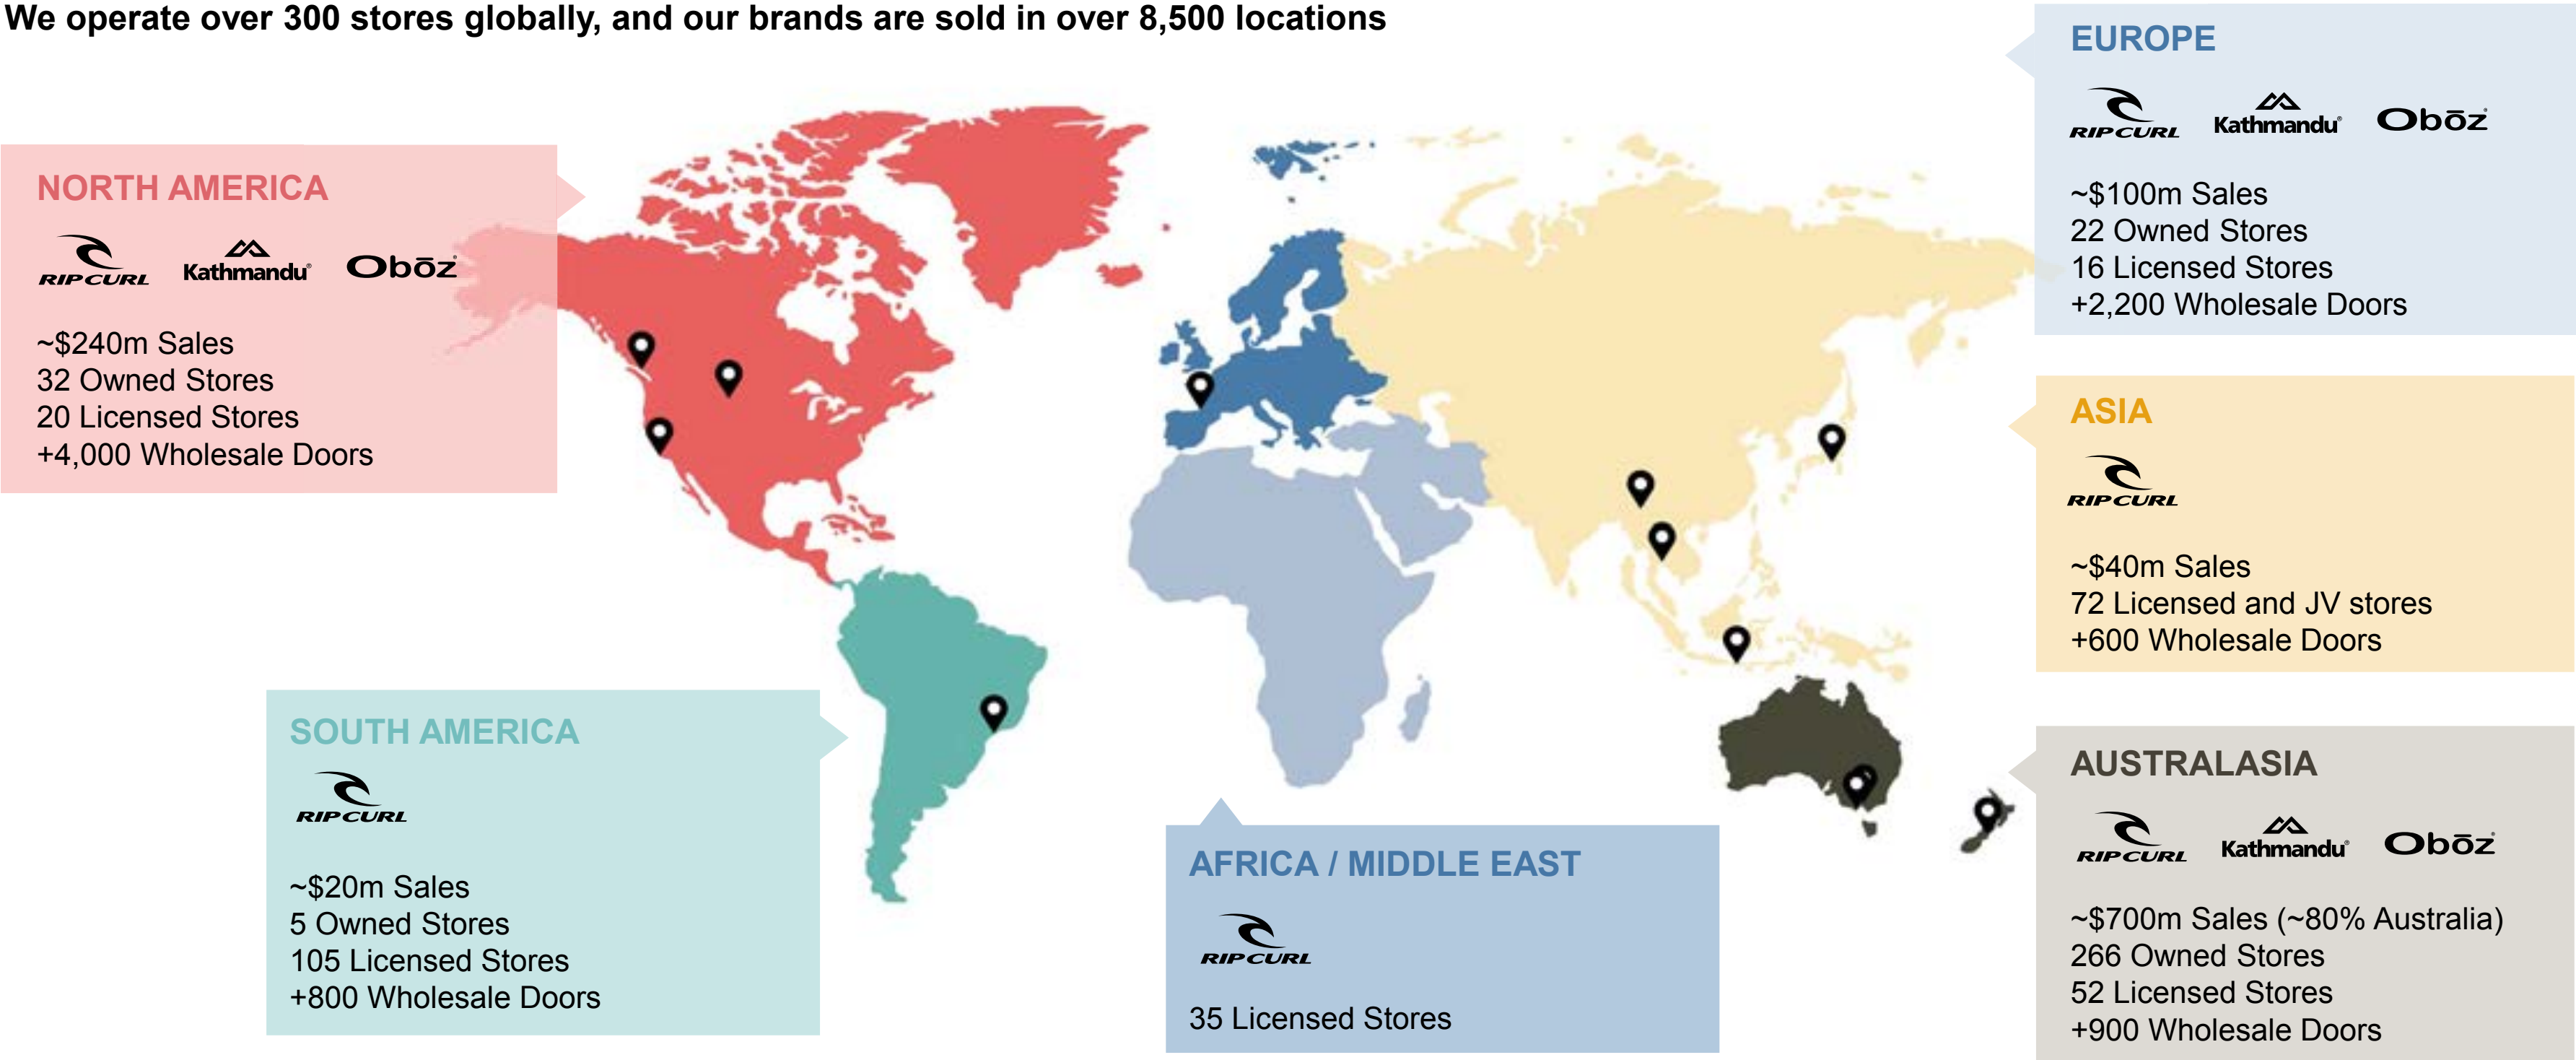 We operate over 300 stores globally, and our brands are sold in over 8,500 locations
NORTH AMERICA
RIP CURL Kathmandu® Obōz®
~$240m Sales
32 Owned Stores
20 Licensed Stores
+4,000 Wholesale Doors
SOUTH AMERICA
RIP CURL
~$20m Sales
5 Owned Stores
105 Licensed Stores
+800 Wholesale Doors
AFRICA / MIDDLE EAST
RIP CURL
35 Licensed Stores
EUROPE
RIP CURL Kathmandu® Obōz®
~$100m Sales
22 Owned Stores
16 Licensed Stores
+2,200 Wholesale Doors
ASIA
RIP CURL
~$40m Sales
72 Licensed and JV stores
+600 Wholesale Doors
AUSTRALASIA
RIP CURL Kathmandu® Obōz®
~$700m Sales (~80% Australia)
266 Owned Stores
52 Licensed Stores
+900 Wholesale Doors